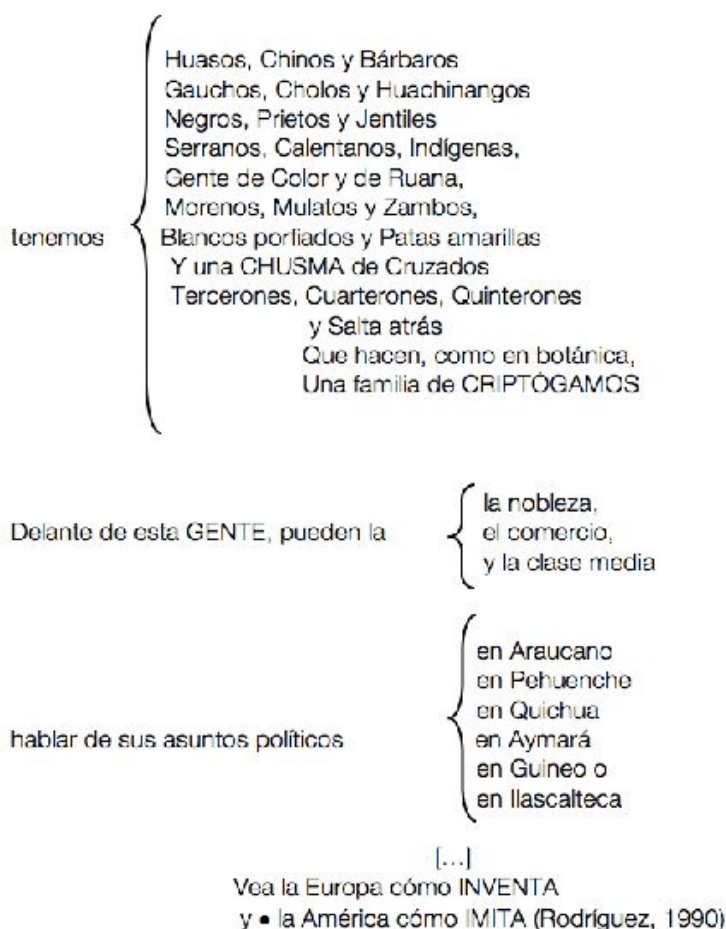 Huasos, Chinos y Bárbaros
Gauchos, Cholos y Huachinangos
Negros, Prietos y Jentiles
Serranos, Calentanos, Indígenas,
Gente de Color y de Ruana,
Morenos, Mulatos y Zambos,
tenemos
Blancos porfiados y Patas amarillas
Y una CHUSMA de Cruzados
Tercerones, Cuarterones, Quinterones
y Salta atrás
Que hacen, como en botánica,
Una familia de CRIPTÓGAMOS
la nobleza,
Delante de esta GENTE, pueden la
el comercio,
y la clase media
en Araucano
en Pehuenche
en Quichua
hablar de sus asuntos políticos
en Aymará
en Guineo o
en llascalteca
[...]
Vea la Europa cómo INVENTA
y • la América cómo IMITA (Rodríguez, 1990)